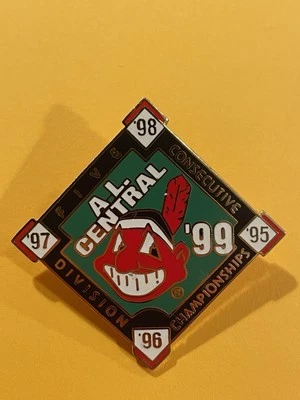 '98
FIVE
CONSECUTIVE
A.L.
CENTRAL
'99
'97
'95
DIVISION
CHAMPIONSHIPS
®
'96